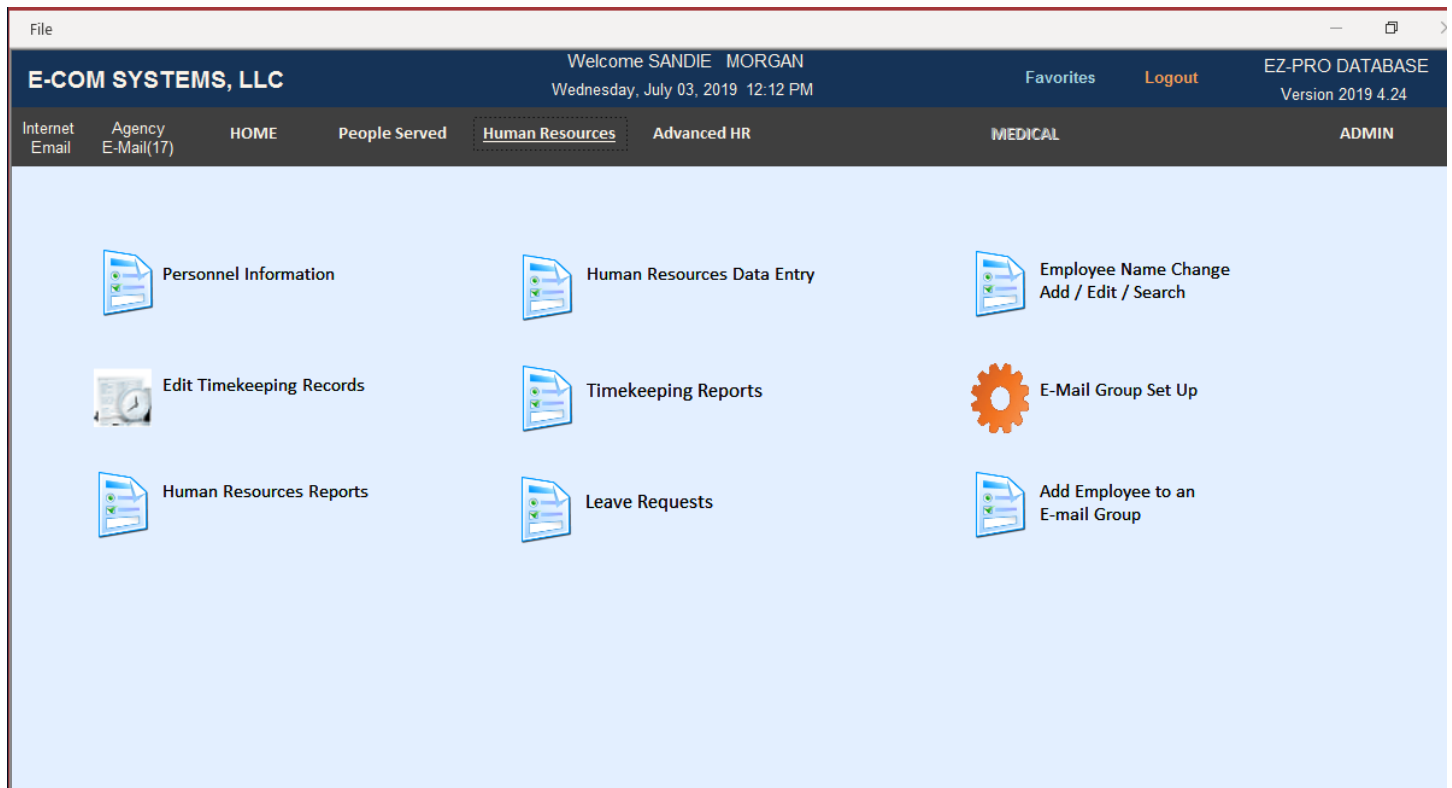 File
E-COM SYSTEMS, LLC
Welcome SANDIE MORGAN
Wednesday, July 03, 2019 12:12 PM
Favorites
Logout
EZ-PRO DATABASE
Version 2019 4.24
Internet
Email
Agency
E-Mail(17)
HOME
People Served
Human Resources
Advanced HR
MEDICAL
ADMIN
Personnel Information
Human Resources Data Entry
Employee Name Change
Add / Edit / Search
Edit Timekeeping Records
Timekeeping Reports
E-Mail Group Set Up
Human Resources Reports
Leave Requests
Add Employee to an
E-mail Group